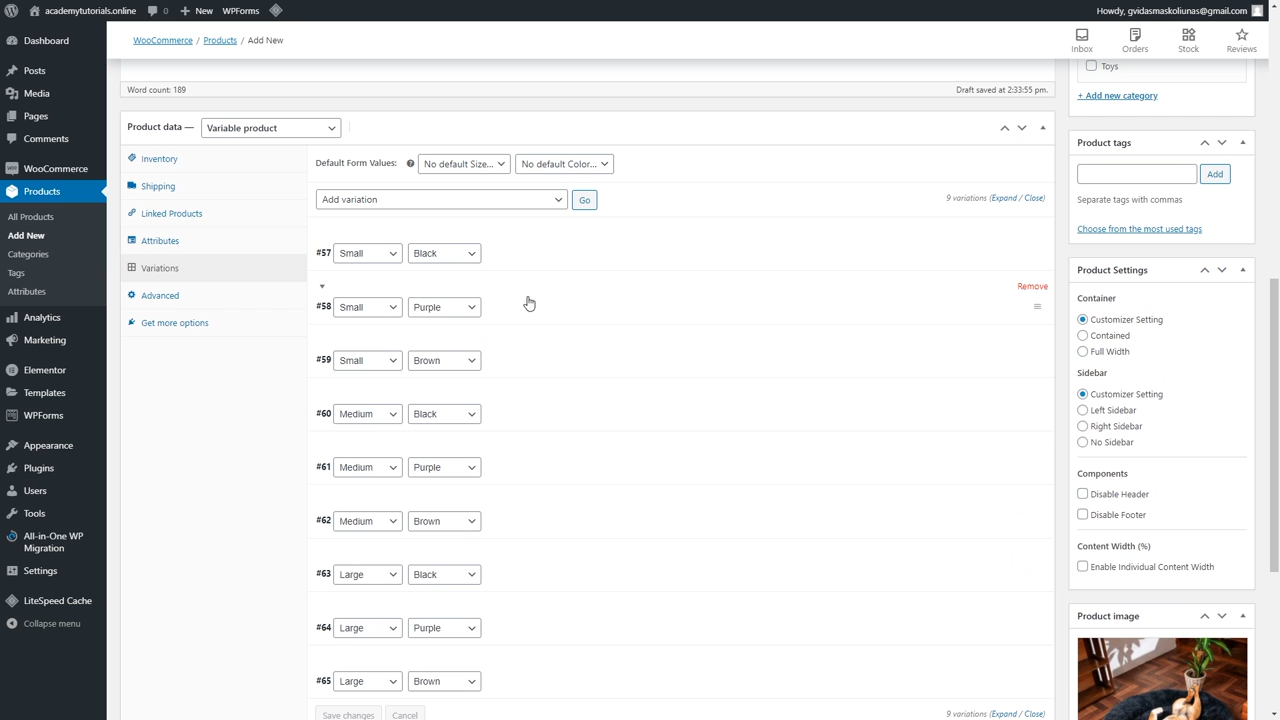 academytutorials.online 0 + New WPForms Howdy, gvidasmaskoliunas@gmail.com
Dashboard
Posts
Media
Pages
Comments
WooCommerce
Products
All Products
Add New
Categories
Tags
Attributes
Analytics
Marketing
Elementor
Templates
WPForms
Appearance
Plugins
Users
Tools
All-in-One WP
Migration
Settings
LiteSpeed Cache
Collapse menu
WooCommerce / Products / Add New
Inbox Orders Stock Reviews
Word count: 189 Draft saved at 2:33:55 pm.
Product data — Variable product
Inventory
Shipping
Linked Products
Attributes
Variations
Advanced
Get more options
Default Form Values: No default Size... No default Color...
Add variation Go 9 variations (Expand / Close)
#57 Small Black
Remove
#58 Small Purple
#59 Small Brown
#60 Medium Black
#61 Medium Purple
#62 Medium Brown
#63 Large Black
#64 Large Purple
#65 Large Brown
Save changes Cancel 9 variations (Expand / Close)
Toys
+ Add new category
Product tags
Add
Separate tags with commas
Choose from the most used tags
Product Settings
Container
Customizer Setting
Contained
Full Width
Sidebar
Customizer Setting
Left Sidebar
Right Sidebar
No Sidebar
Components
Disable Header
Disable Footer
Content Width (%)
Enable Individual Content Width
Product image